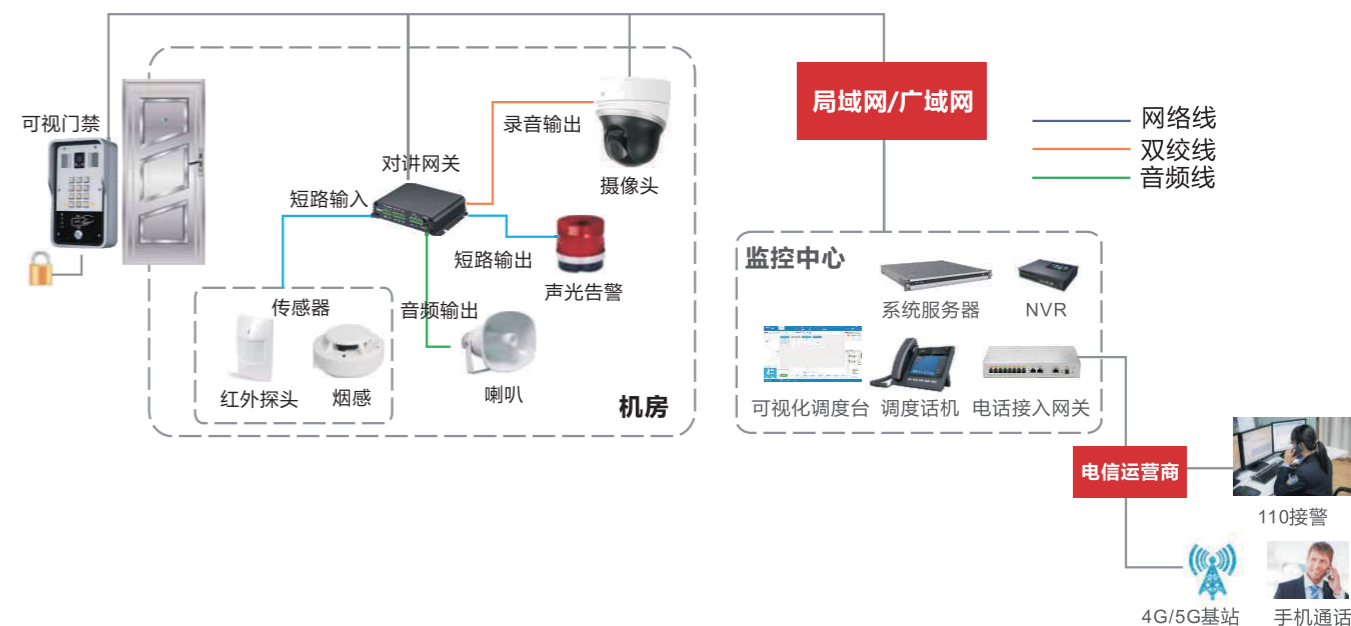 局域网/广域网
网络线
双绞线
音频线
可视门禁
录音输出
对讲网关
摄像头
短路输入
短路输出
声光告警
传感器
音频输出
红外探头
烟感
喇叭
机房
监控中心
系统服务器
NVR
可视化调度台
调度话机
电话接入网关
电信运营商
110接警
4G/5G基站
手机通话